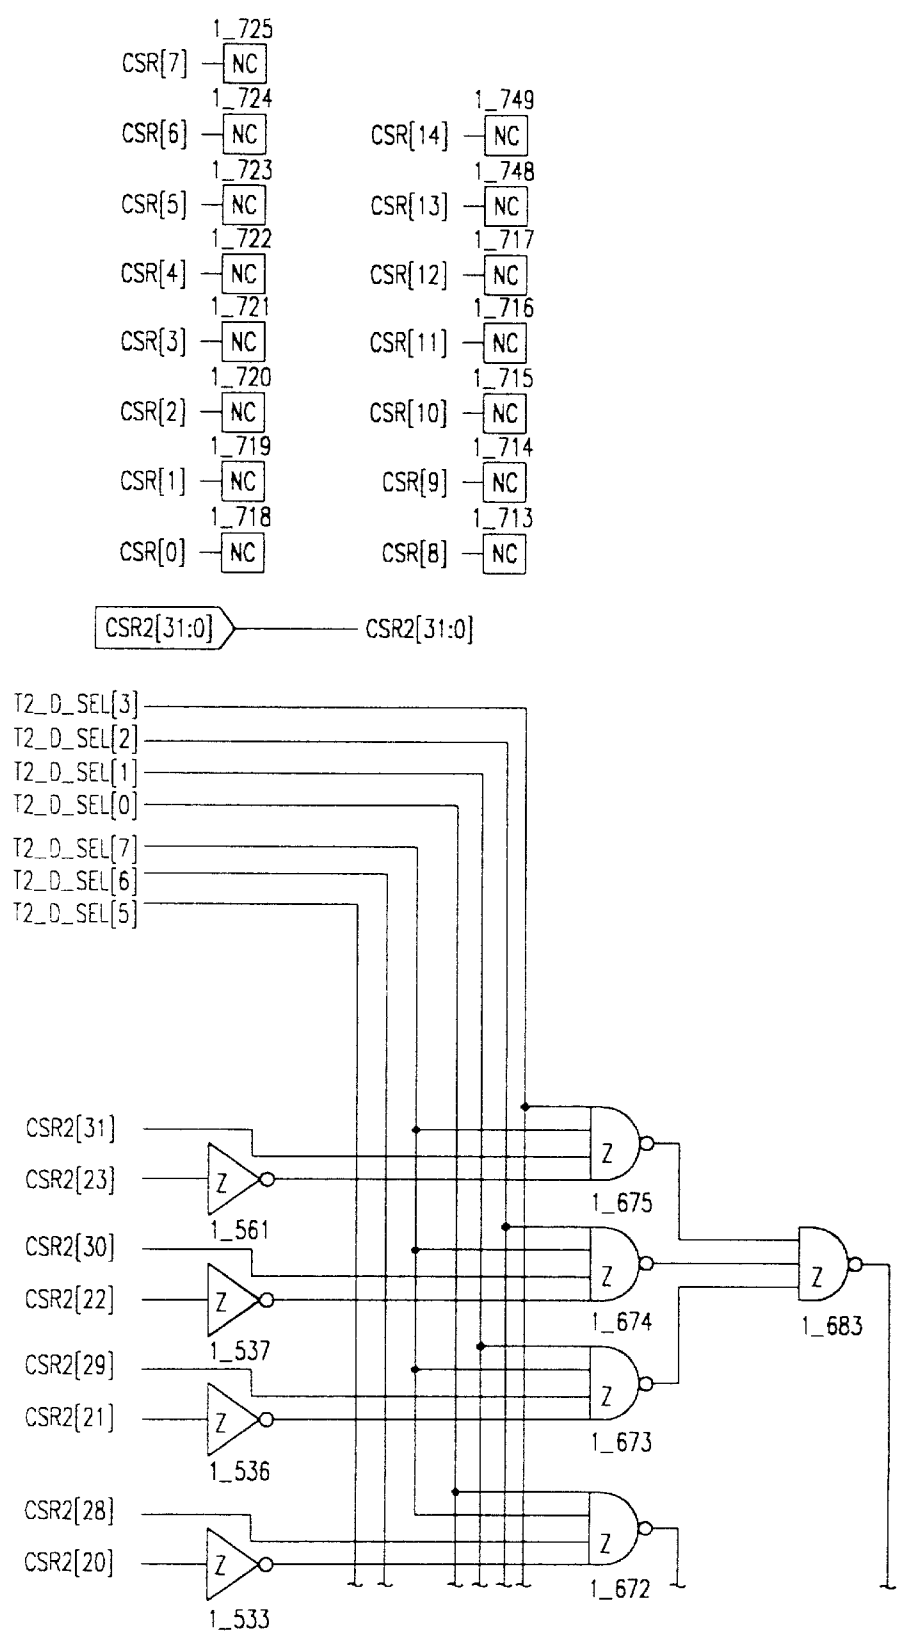 1_725
CSR[7] NC
1_724
CSR[6] NC
1_723
CSR[5] NC
1_722
CSR[4] NC
1_721
CSR[3] NC
1_720
CSR[2] NC
1_719
CSR[1] NC
1_718
CSR[0] NC
1_749
CSR[14] NC
1_748
CSR[13] NC
1_717
CSR[12] NC
1_716
CSR[11] NC
1_715
CSR[10] NC
1_714
CSR[9] NC
1_713
CSR[8] NC
CSR2[31:0] CSR2[31:0]
T2_D_SEL[3]
T2_D_SEL[2]
T2_D_SEL[1]
T2_D_SEL[0]
T2_D_SEL[7]
T2_D_SEL[6]
T2_D_SEL[5]
CSR2[31]
Z
CSR2[23] Z
1_675
1_561
CSR2[30]
Z Z
CSR2[22] Z
1_674 1_683
1_537
CSR2[29]
Z
CSR2[21] Z
1_673
1_536
CSR2[28]
Z
CSR2[20] Z
1_672
1_533